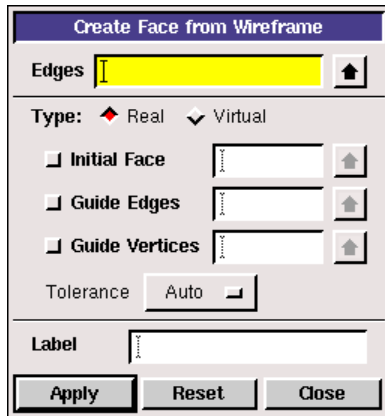 Create Face from Wireframe
Edges
Type: Real Virtual
Initial Face
Guide Edges
Guide Vertices
Tolerance Auto
Label
Apply Reset Close